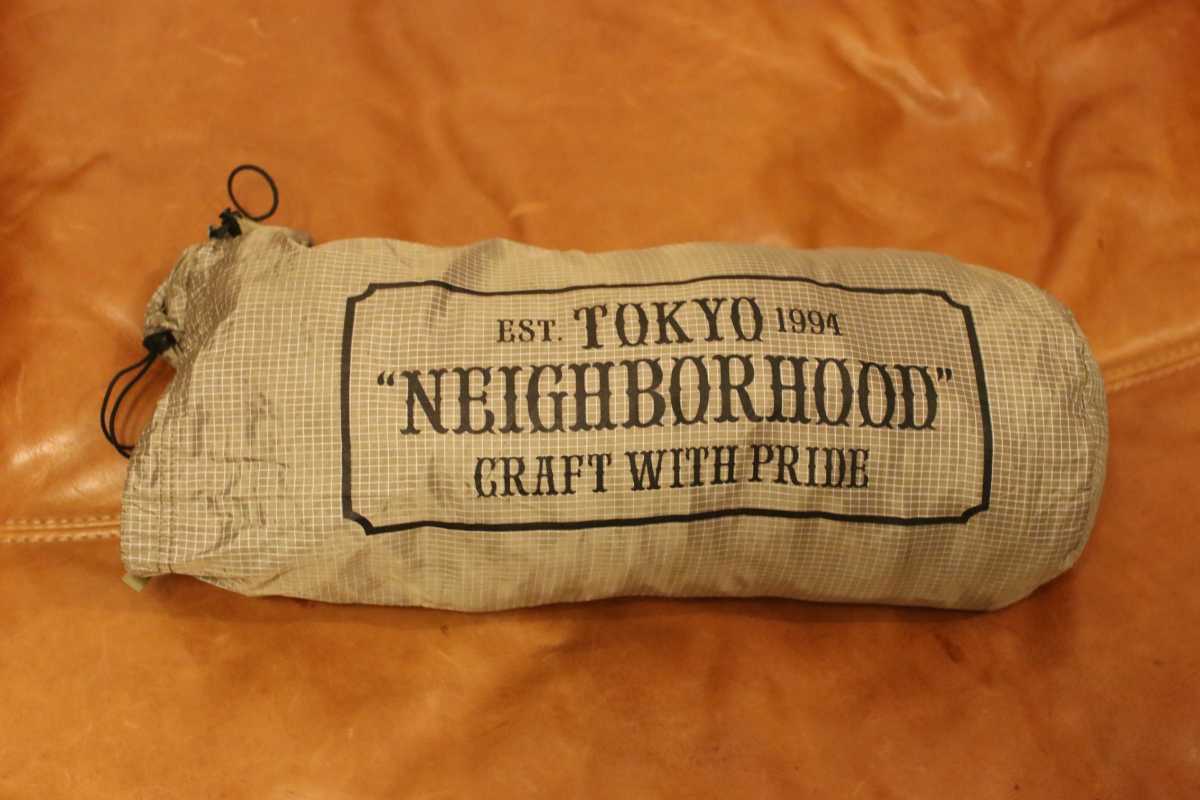 EST. TOKYO 1994
“NEIGHBORHOOD”
CRAFT WITH PRIDE